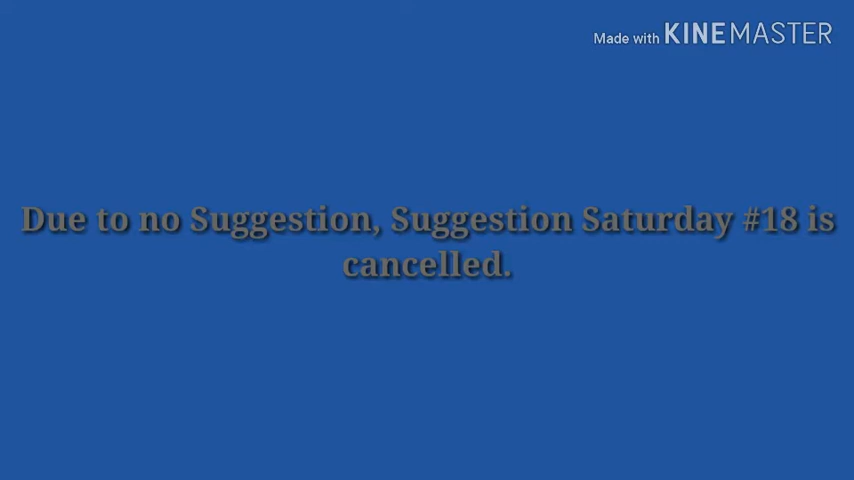 Made with KINEMASTER
Due to no Suggestion, Suggestion Saturday #18 is
cancelled.